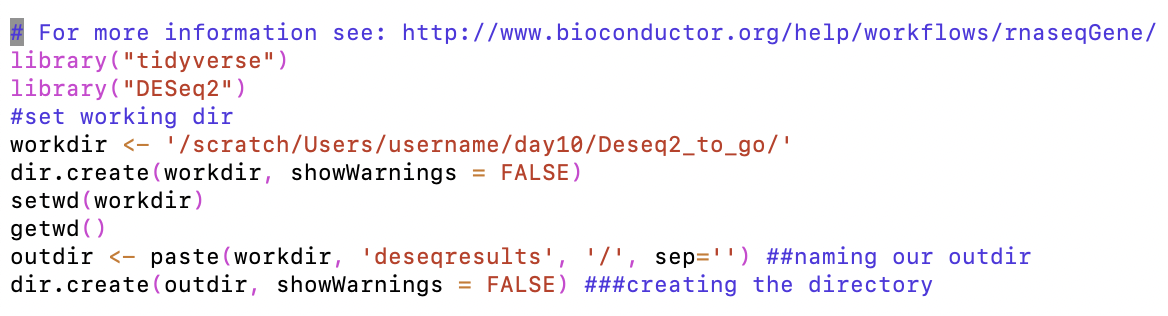 # For more information see: http://www.bioconductor.org/help/workflows/rnaseqGene/
library("tidyverse")
library("DESeq2")
#set working dir
workdir <- '/scratch/Users/username/day10/Deseq2_to_go/'
dir.create(workdir, showWarnings = FALSE)
setwd(workdir)
getwd()
outdir <- paste(workdir, 'deseqresults', '/', sep='') ##naming our outdir
dir.create(outdir, showWarnings = FALSE) ###creating the directory